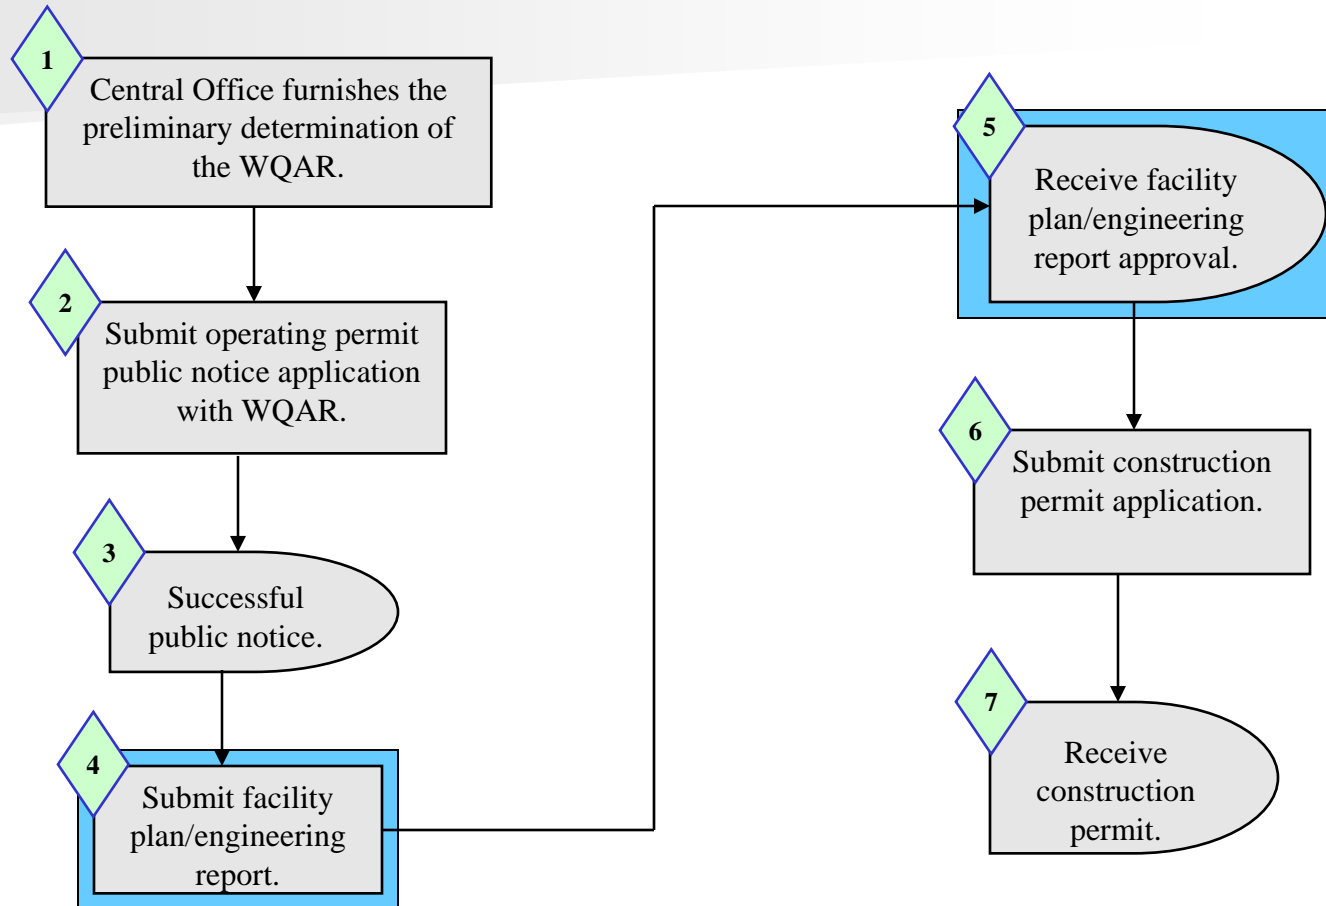 1
Central Office furnishes the
preliminary determination of
the WQAR.
2
Submit operating permit
public notice application
with WQAR.
3
Successful
public notice.
4
Submit facility
plan/engineering
report.
5
Receive facility
plan/engineering
report approval.
6
Submit construction
permit application.
7
Receive
construction
permit.